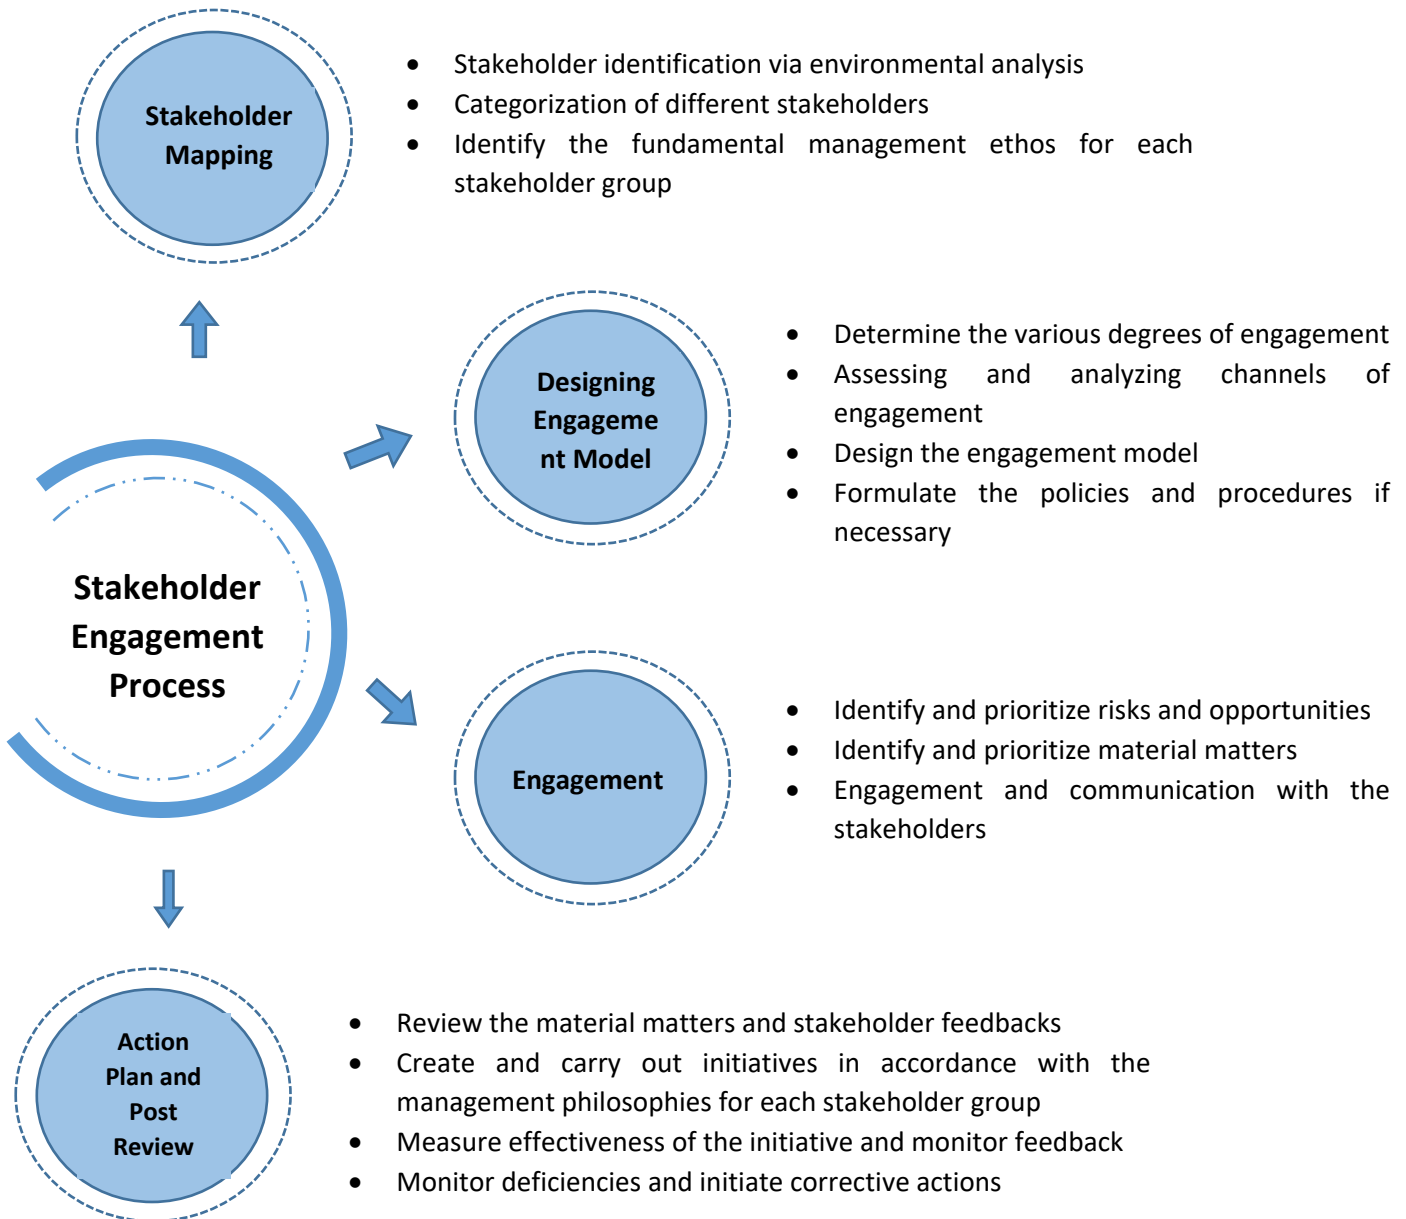 Stakeholder
Mapping
• Stakeholder identification via environmental analysis
• Categorization of different stakeholders
• Identify the fundamental management ethos for each
stakeholder group
Designing
Engageme
nt Model
• Determine the various degrees of engagement
• Assessing and analyzing channels of
engagement
• Design the engagement model
• Formulate the policies and procedures if
necessary
Stakeholder
Engagement
Process
Engagement
• Identify and prioritize risks and opportunities
• Identify and prioritize material matters
• Engagement and communication with the
stakeholders
Action
Plan and
Post
Review
• Review the material matters and stakeholder feedbacks
• Create and carry out initiatives in accordance with the
management philosophies for each stakeholder group
• Measure effectiveness of the initiative and monitor feedback
• Monitor deficiencies and initiate corrective actions